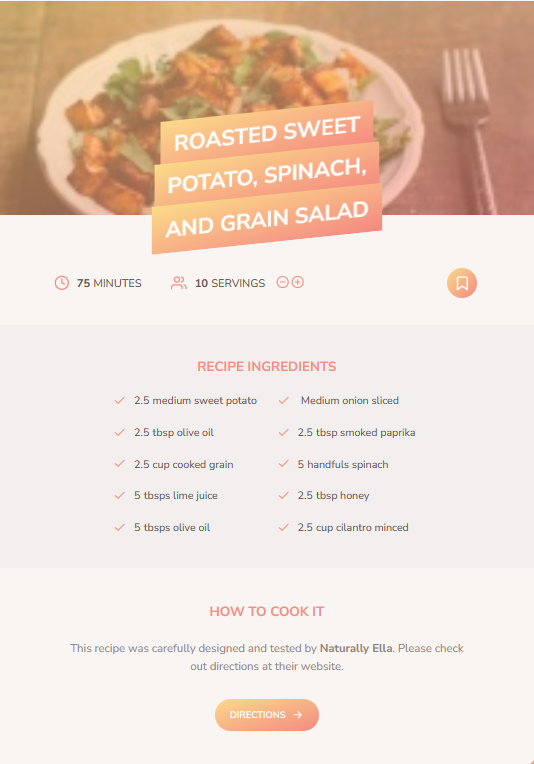 ROASTED SWEET
POTATO, SPINACH,
AND GRAIN SALAD
75 MINUTES
10 SERVINGS
RECIPE INGREDIENTS
2.5 medium sweet potato
Medium onion sliced
2.5 tbsp olive oil
2.5 tbsp smoked paprika
2.5 cup cooked grain
5 handfuls spinach
5 tbsps lime juice
2.5 tbsp honey
5 tbsps olive oil
2.5 cup cilantro minced
HOW TO COOK IT
This recipe was carefully designed and tested by Naturally Ella. Please check
out directions at their website.
DIRECTIONS →